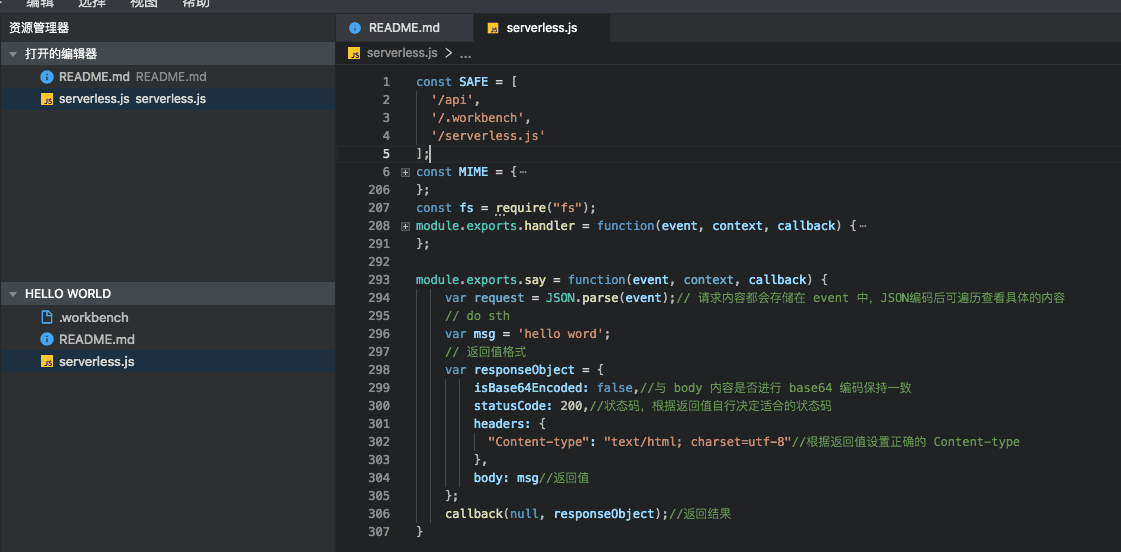 编辑 选择 视图 帮助
资源管理器
打开的编辑器
README.md README.md
serverless.js serverless.js
HELLO WORLD
.workbench
README.md
serverless.js
README.md serverless.js
serverless.js > ...
1 const SAFE = [
2 '/api',
3 '/.workbench',
4 '/serverless.js'
5 ];
6 const MIME = {…
206 };
207 const fs = require("fs");
208 module.exports.handler = function(event, context, callback) {…
291 };
292
293 module.exports.say = function(event, context, callback) {
294 var request = JSON.parse(event);// 请求内容都会存储在 event 中，JSON编码后可遍历查看具体的内容
295 // do sth
296 var msg = 'hello word';
297 // 返回值格式
298 var responseObject = {
299 isBase64Encoded: false,//与 body 内容是否进行 base64 编码保持一致
300 statusCode: 200,//状态码，根据返回值自行决定适合的状态码
301 headers: {
302 "Content-type": "text/html; charset=utf-8"//根据返回值设置正确的 Content-type
303 },
304 body: msg//返回值
305 };
306 callback(null, responseObject);//返回结果
307 }